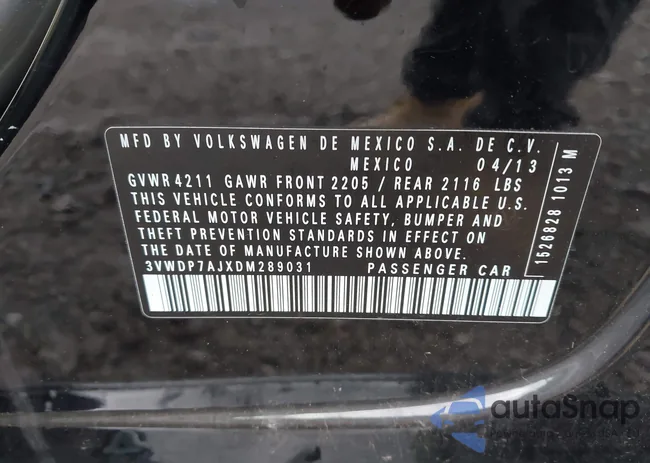 MFD BY VOLKSWAGEN DE MEXICO S.A. DE C.V.
MEXICO 04/13
GVWR 4211 GAWR FRONT 2205 / REAR 2116 LBS
THIS VEHICLE CONFORMS TO ALL APPLICABLE U.S.
FEDERAL MOTOR VEHICLE SAFETY, BUMPER AND
THEFT PREVENTION STANDARDS IN EFFECT ON
THE DATE OF MANUFACTURE SHOWN ABOVE.
3VWDP7AJXDM289031 PASSENGER CAR
1526828 1013 M
autoSnap